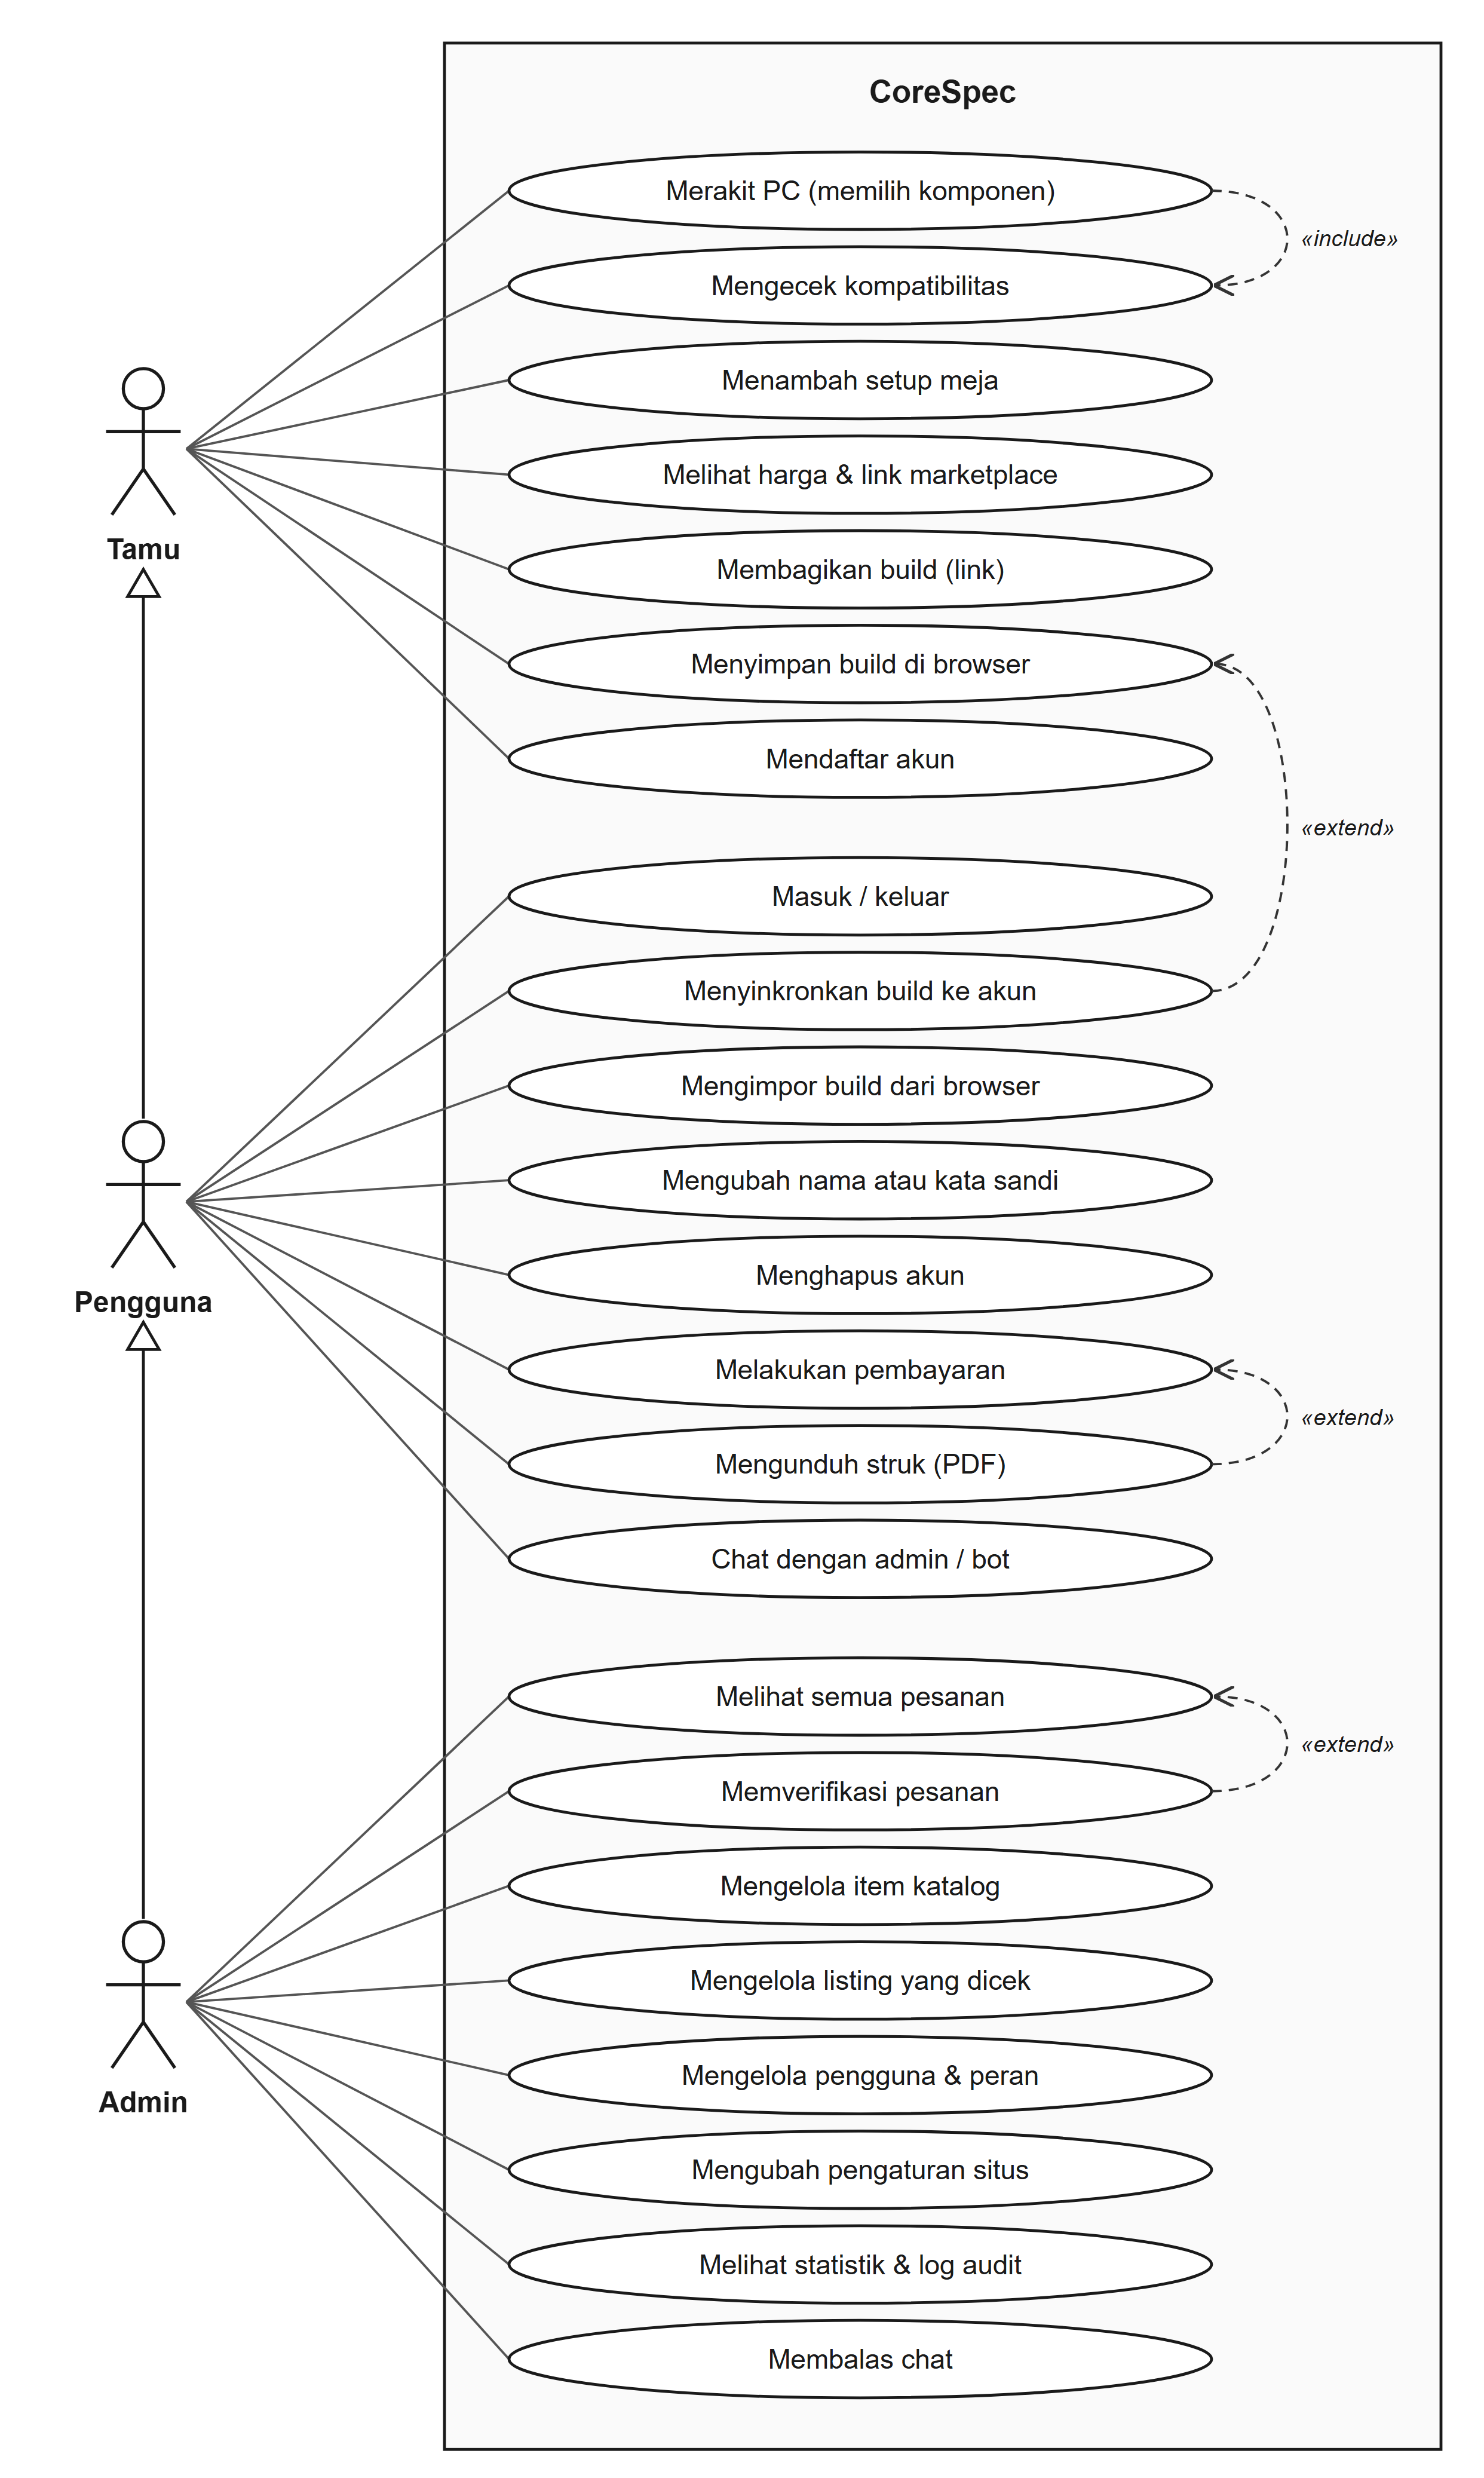 CoreSpec
Merakit PC (memilih komponen)
«include»
Mengecek kompatibilitas
Menambah setup meja
Melihat harga & link marketplace
Tamu
Membagikan build (link)
Menyimpan build di browser
Mendaftar akun
«extend»
Masuk / keluar
Menyinkronkan build ke akun
Mengimpor build dari browser
Mengubah nama atau kata sandi
Menghapus akun
Pengguna
Melakukan pembayaran
«extend»
Mengunduh struk (PDF)
Chat dengan admin / bot
Melihat semua pesanan
«extend»
Memverifikasi pesanan
Mengelola item katalog
Mengelola listing yang dicek
Mengelola pengguna & peran
Admin
Mengubah pengaturan situs
Melihat statistik & log audit
Membalas chat